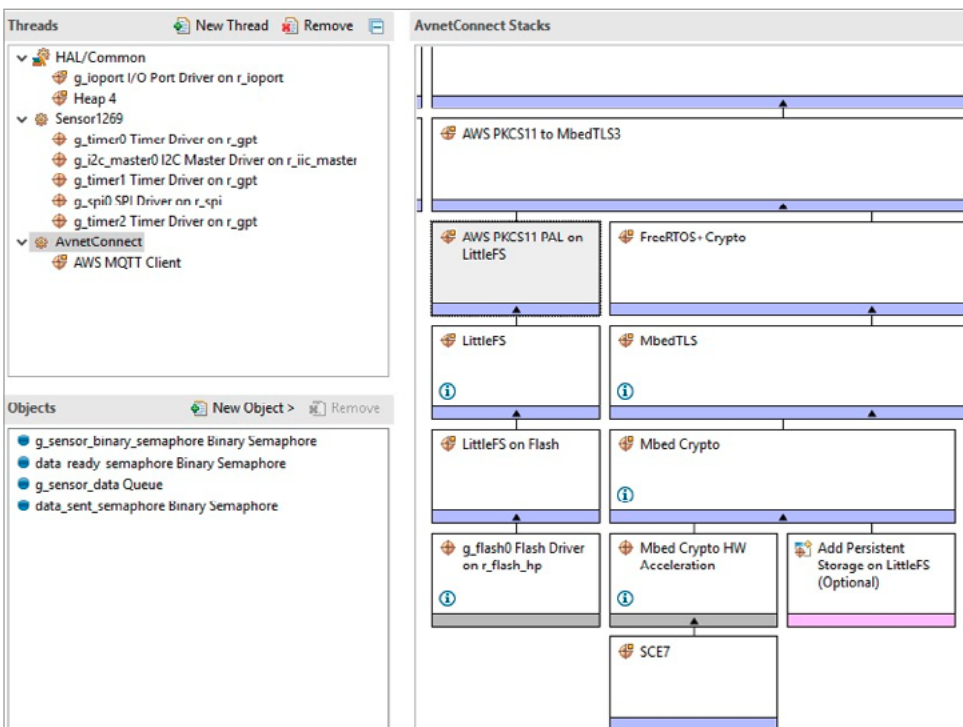 Threads
New Thread
Remove
HAL/Common
g_ioport I/O Port Driver on r_ioport
Heap 4
Sensor1269
g_timer0 Timer Driver on r_gpt
g_i2c_master0 I2C Master Driver on r_iic_master
g_timer1 Timer Driver on r_gpt
g_spi0 SPI Driver on r_spi
g_timer2 Timer Driver on r_gpt
AvnetConnect
AWS MQTT Client
Objects
New Object >
Remove
g_sensor_binary_semaphore Binary Semaphore
data_ready_semaphore Binary Semaphore
g_sensor_data Queue
data_sent_semaphore Binary Semaphore
AvnetConnect Stacks
AWS PKCS11 to MbedTLS3
AWS PKCS11 PAL on
LittleFS
FreeRTOS+Crypto
LittleFS
MbedTLS
LittleFS on Flash
Mbed Crypto
g_flash0 Flash Driver
on r_flash_hp
Mbed Crypto HW
Acceleration
Add Persistent
Storage on LittleFS
(Optional)
SCE7